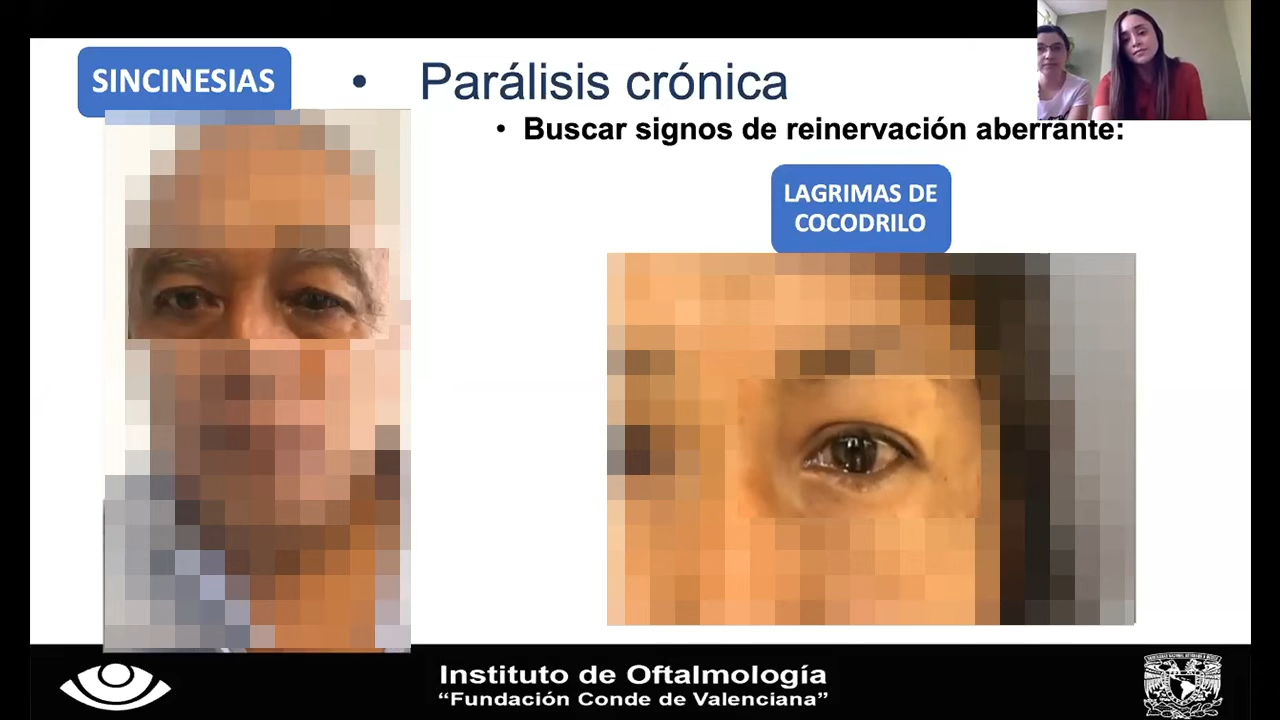 SINCINESIAS
• Parálisis crónica
• Buscar signos de reinervación aberrante:
LAGRIMAS DE
COCODRILO
Instituto de Oftalmología
“Fundación Conde de Valenciana”